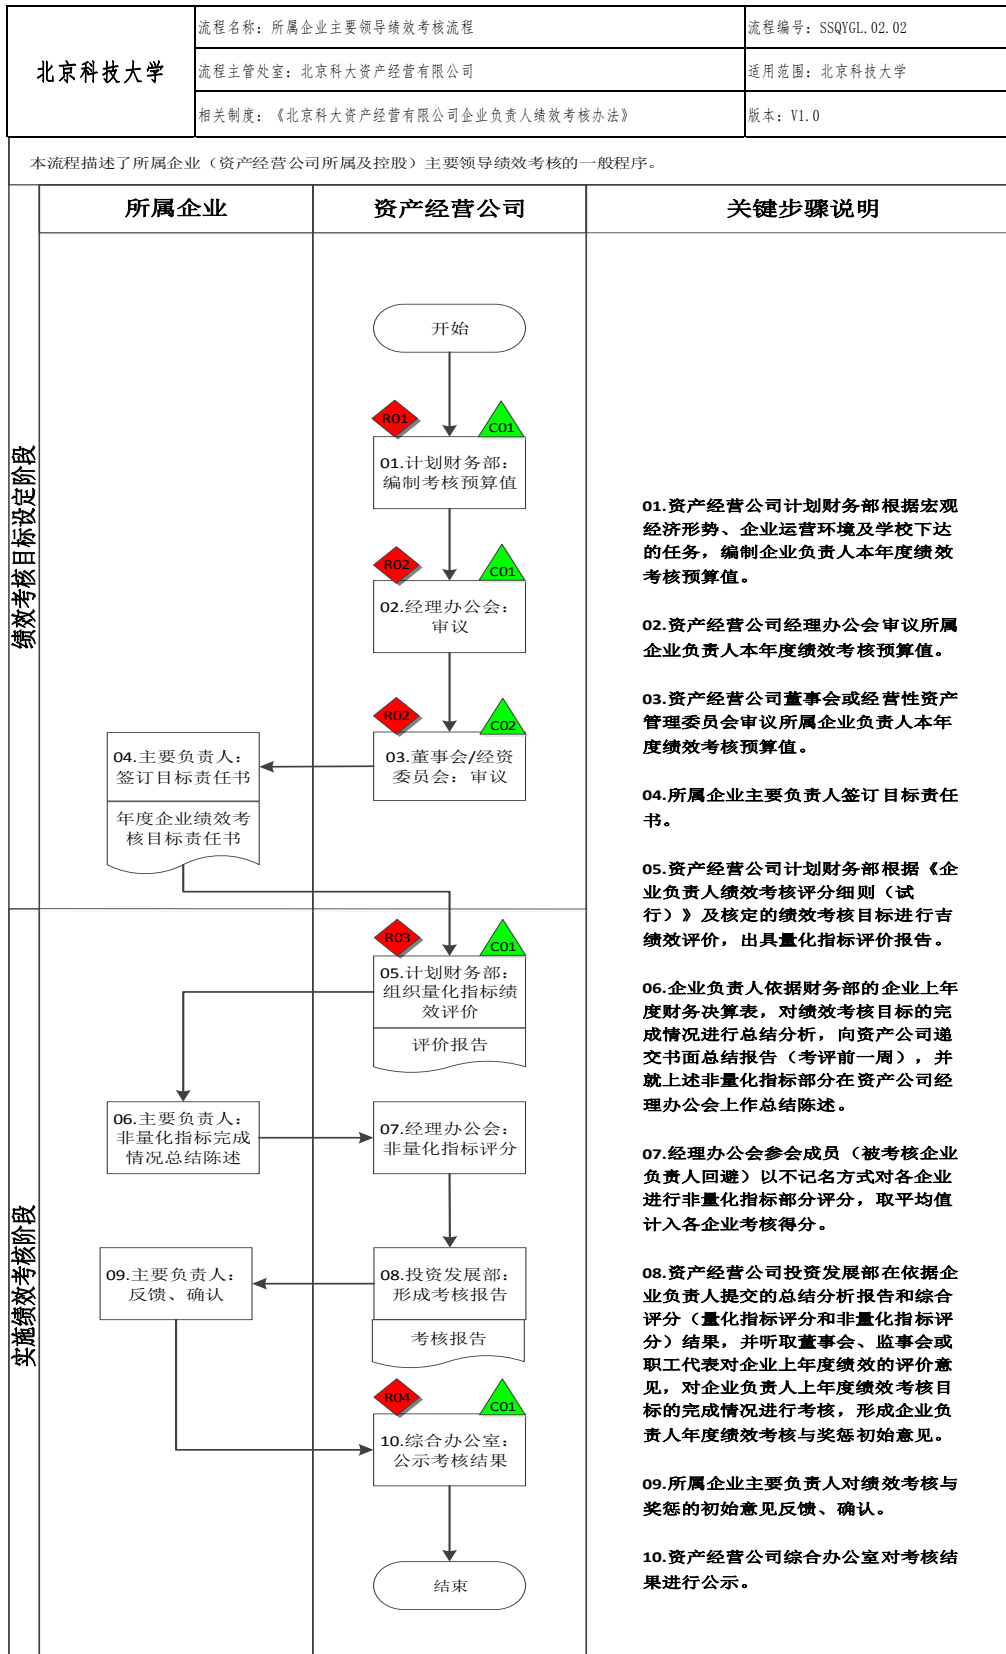 北京科技大学
流程名称：所属企业主要领导绩效考核流程
流程编号：SSQYGL.02.02
流程主管处室：北京科大资产经营有限公司
适用范围：北京科技大学
相关制度：《北京科大资产经营有限公司企业负责人绩效考核办法》
版本：V1.0
本流程描述了所属企业（资产经营公司所属及控股）主要领导绩效考核的一般程序。
所属企业
资产经营公司
关键步骤说明
绩效考核目标设定阶段
开始
R01
C01
01.计划财务部：
编制考核预算值
R02
C01
02.经理办公会：
审议
R02
C02
03.董事会/经资
委员会：审议
04.主要负责人：
签订目标责任书
年度企业绩效考
核目标责任书
实施绩效考核阶段
R03
C01
05.计划财务部：
组织量化指标绩
效评价
评价报告
06.主要负责人：
非量化指标完成
情况总结陈述
07.经理办公会：
非量化指标评分
08.投资发展部：
形成考核报告
考核报告
09.主要负责人：
反馈、确认
R04
C01
10.综合办公室：
公示考核结果
结束
01.资产经营公司计划财务部根据宏观
经济形势、企业运营环境及学校下达
的任务，编制企业负责人本年度绩效
考核预算值。
02.资产经营公司经理办公会审议所属
企业负责人本年度绩效考核预算值。
03.资产经营公司董事会或经营性资产
管理委员会审议所属企业负责人本年
度绩效考核预算值。
04.所属企业主要负责人签订目标责任
书。
05.资产经营公司计划财务部根据《企
业负责人绩效考核评分细则（试
行）》及核定的绩效考核目标进行吉
绩效评价，出具量化指标评价报告。
06.企业负责人依据财务部的企业上年
度财务决算表，对绩效考核目标的完
成情况进行总结分析，向资产公司递
交书面总结报告（考评前一周），并
就上述非量化指标部分在资产公司经
理办公会上作总结陈述。
07.经理办公会参会成员（被考核企业
负责人回避）以不记名方式对各企业
进行非量化指标部分评分，取平均值
计入各企业考核得分。
08.资产经营公司投资发展部在依据企
业负责人提交的总结分析报告和综合
评分（量化指标评分和非量化指标评
分）结果，并听取董事会、监事会或
职工代表对企业上年度绩效的评价意
见，对企业负责人上年度绩效考核目
标的完成情况进行考核，形成企业负
责人年度绩效考核与奖惩初始意见。
09.所属企业主要负责人对绩效考核与
奖惩的初始意见反馈、确认。
10.资产经营公司综合办公室对考核结
果进行公示。